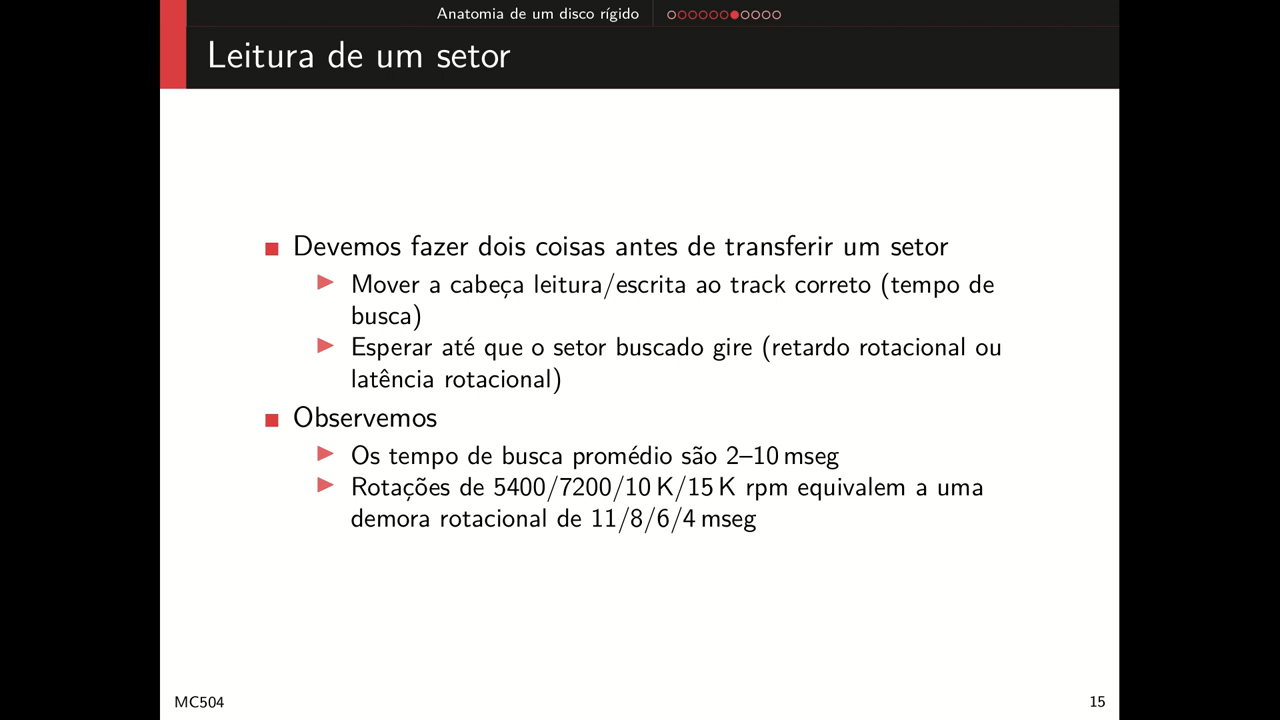 Anatomia de um disco rígido
Leitura de um setor
Devemos fazer dois coisas antes de transferir um setor
Mover a cabeça leitura/escrita ao track correto (tempo de
busca)
Esperar até que o setor buscado gire (retardo rotacional ou
latência rotacional)
Observemos
Os tempo de busca promédio são 2–10 mseg
Rotações de 5400/7200/10 K/15 K rpm equivalem a uma
demora rotacional de 11/8/6/4 mseg
MC504
15